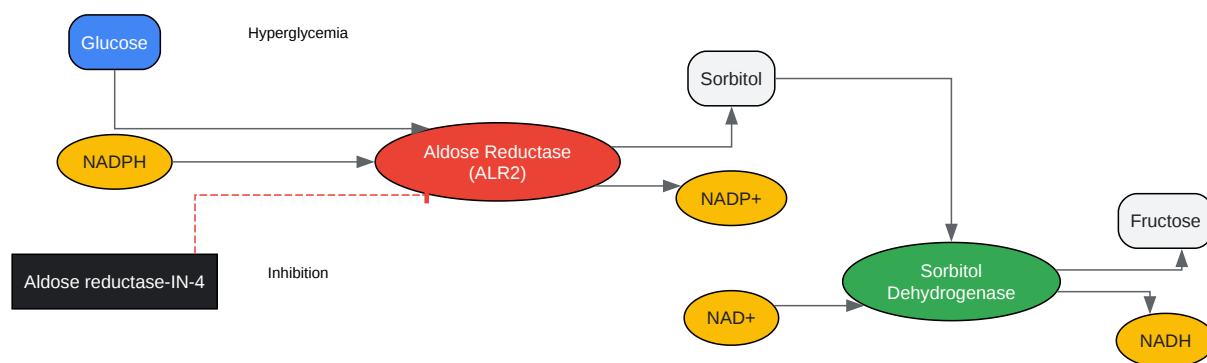 Glucose
Hyperglycemia
Sorbitol
NADPH
Aldose Reductase
(ALR2)
NADP+
Fructose
Aldose reductase-IN-4
Inhibition
Sorbitol
Dehydrogenase
NAD+
NADH